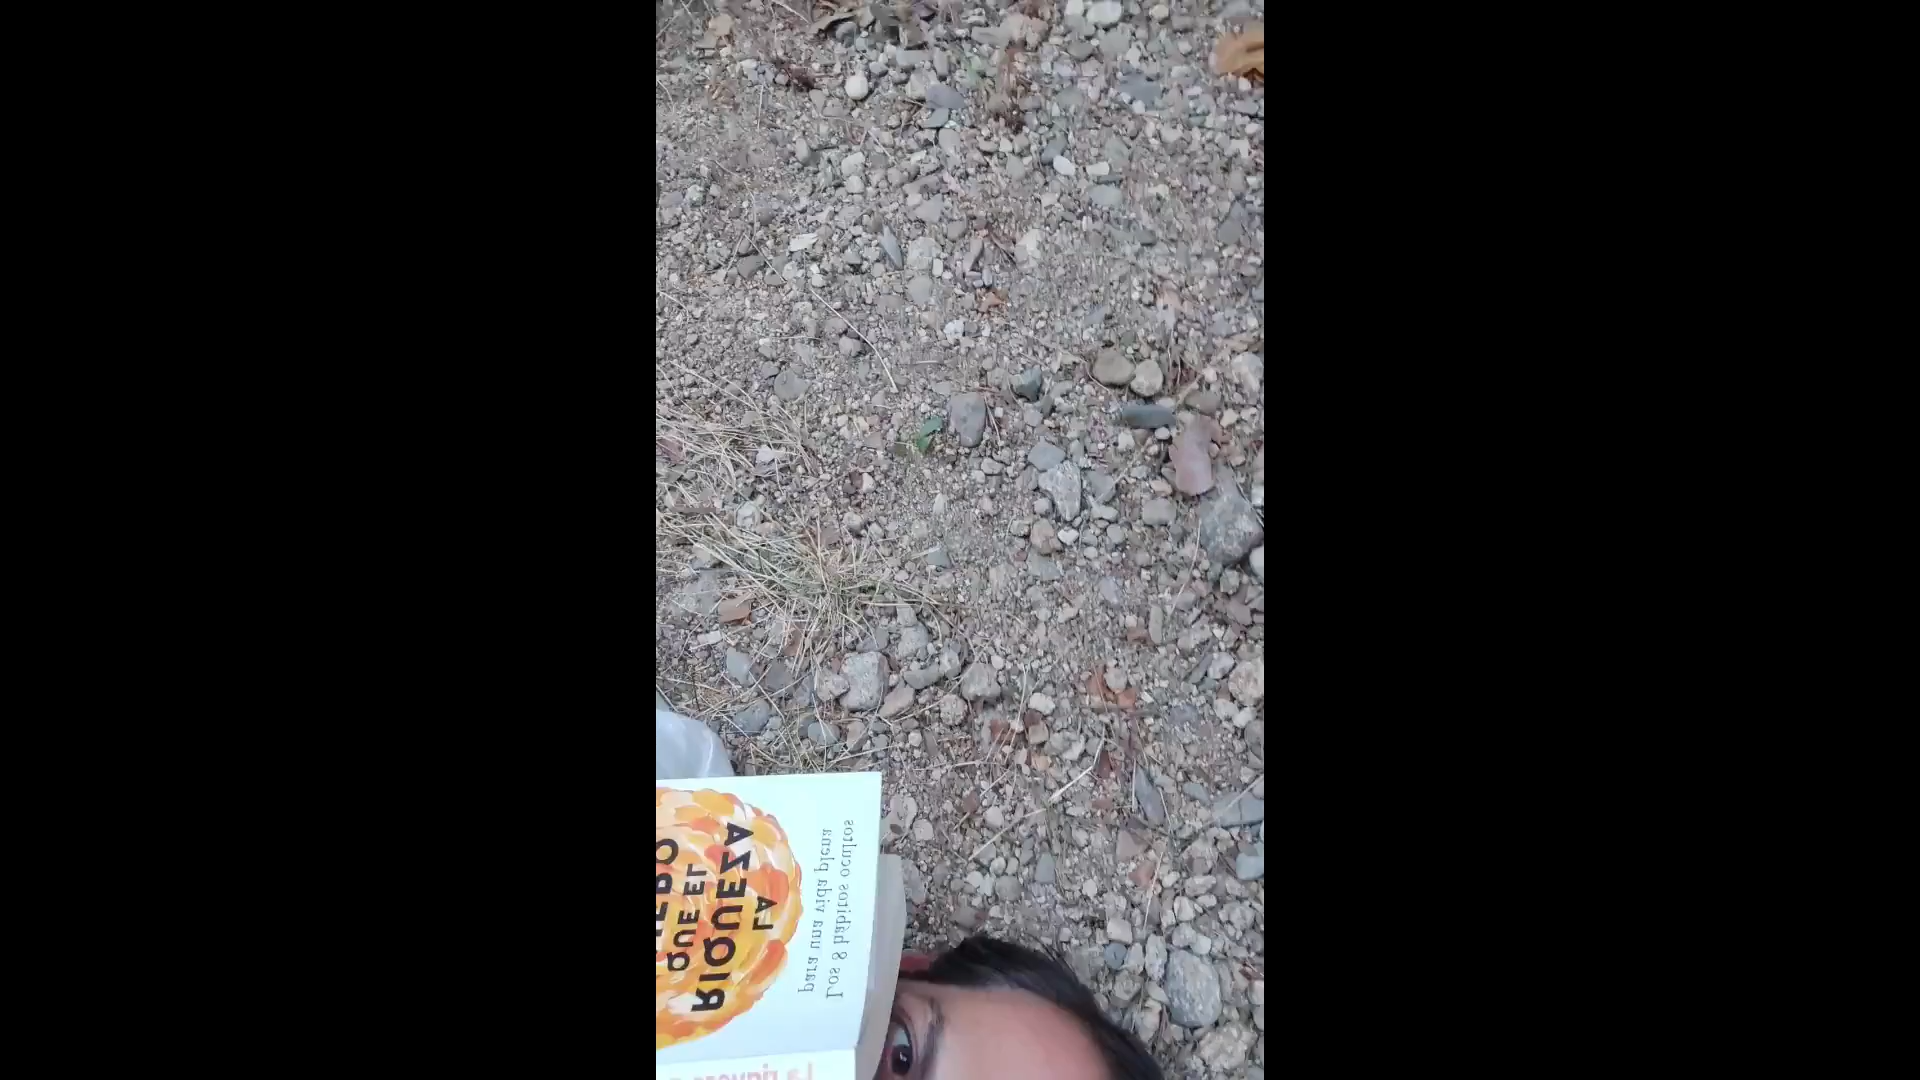 Los 8 hábitos ocultos
para una vida plena
LA
RIQUEZA
QUE EL